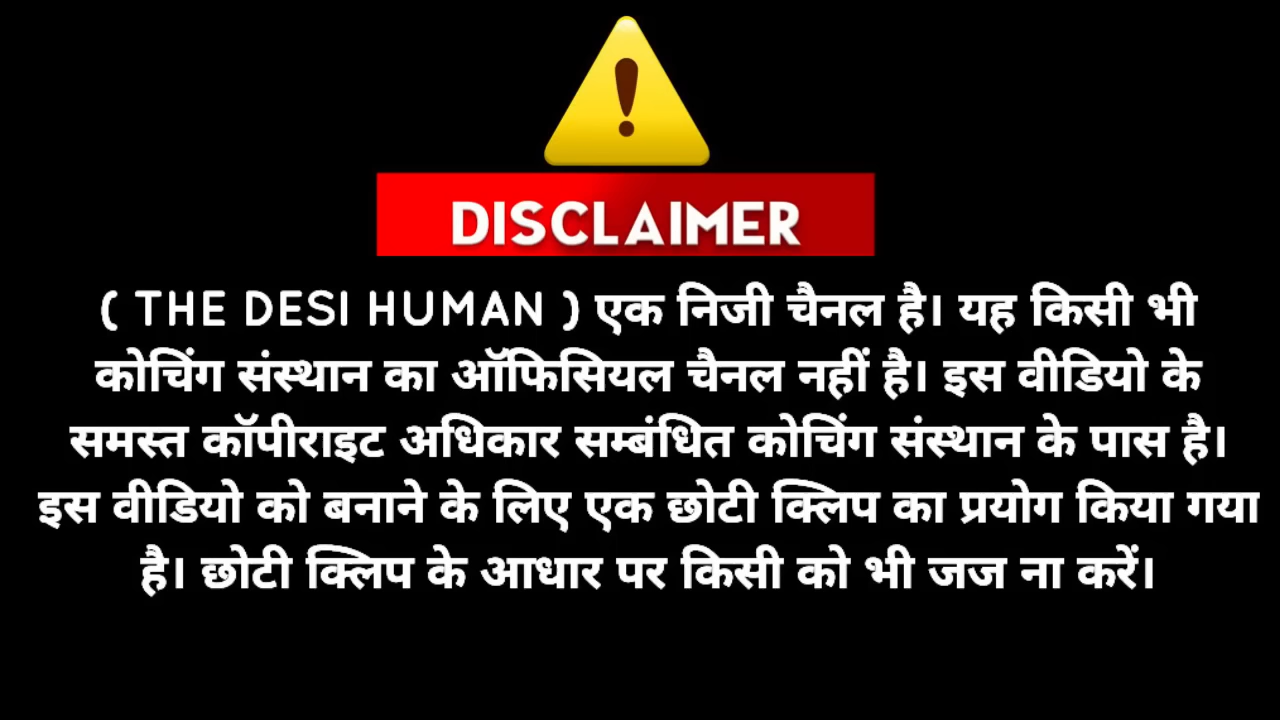 DISCLAIMER
( THE DESI HUMAN ) एक निजी चैनल है। यह किसी भी
कोचिंग संस्थान का ऑफिसियल चैनल नहीं है। इस वीडियो के
समस्त कॉपीराइट अधिकार सम्बंधित कोचिंग संस्थान के पास है।
इस वीडियो को बनाने के लिए एक छोटी क्लिप का प्रयोग किया गया
है। छोटी क्लिप के आधार पर किसी को भी जज ना करें।